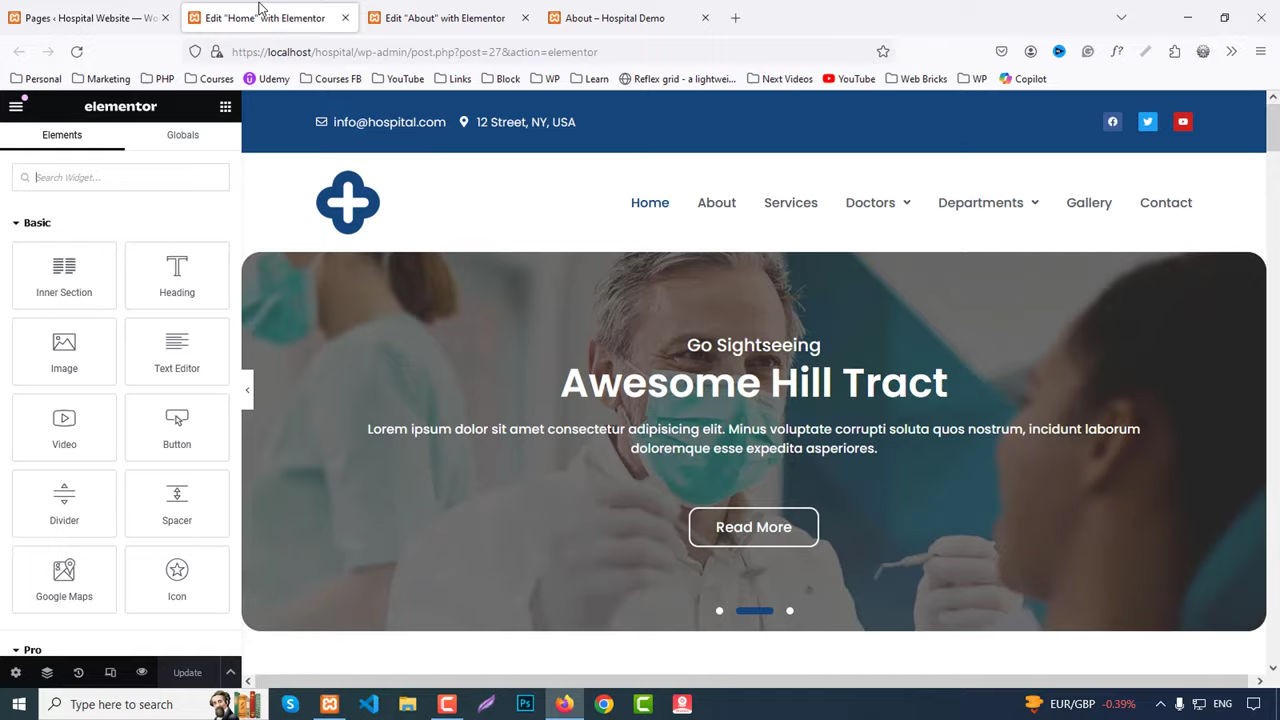 Pages ‹ Hospital Website — Wo
Edit "Home" with Elementor
Edit "About" with Elementor
About – Hospital Demo
https://localhost/hospital/wp-admin/post.php?post=27&action=elementor
Personal
Marketing
PHP
Courses
Udemy
Courses FB
YouTube
Links
Block
WP
Learn
Reflex grid - a lightwei...
Next Videos
YouTube
Web Bricks
WP
Copilot
elementor
Elements
Globals
Search Widget...
Basic
Inner Section
Heading
Image
Text Editor
Video
Button
Divider
Spacer
Google Maps
Icon
Pro
Update
info@hospital.com
12 Street, NY, USA
Home
About
Services
Doctors
Departments
Gallery
Contact
Go Sightseeing
Awesome Hill Tract
Lorem ipsum dolor sit amet consectetur adipisicing elit. Minus voluptate corrupti soluta quos nostrum, incidunt laborum
doloremque esse expedita asperiores.
Read More
Type here to search
EUR/GBP
-0.39%
ENG